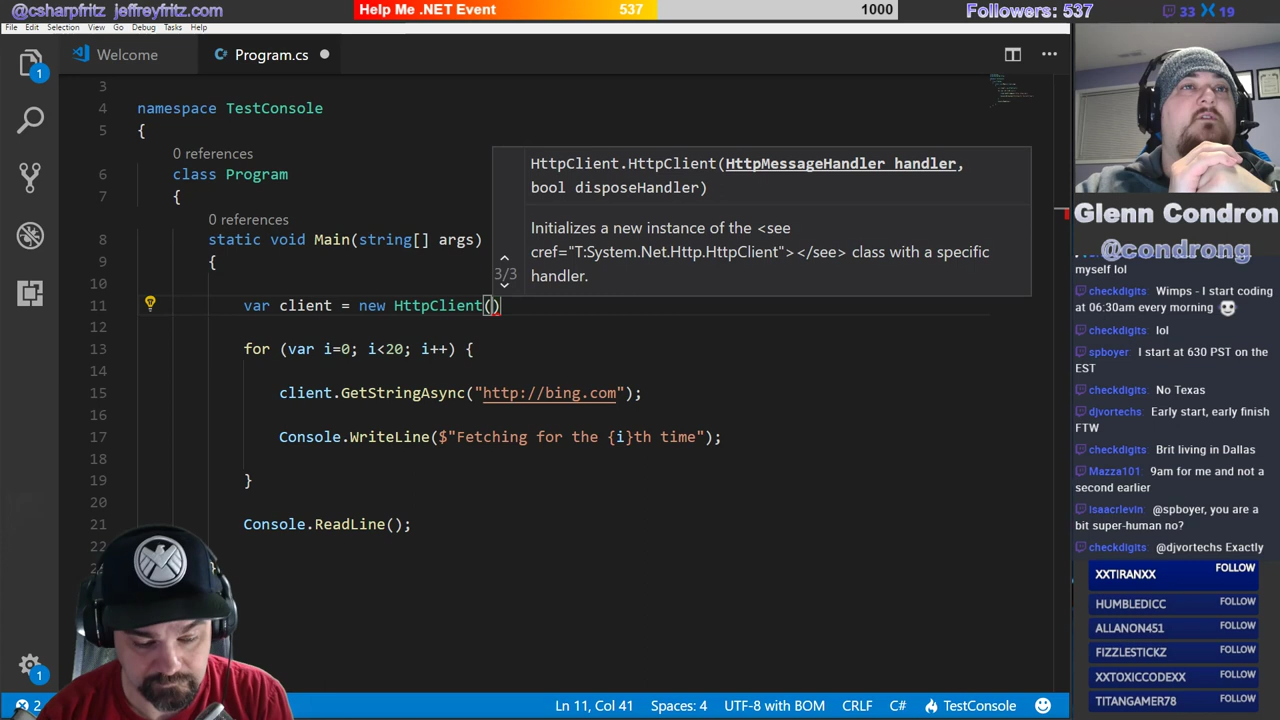 @csharpfritz jeffreyfritz.com
Help Me .NET Event 537 1000
Followers: 537
33 19
File Edit Selection View Go Debug Tasks Help
Welcome
Program.cs
3
4 namespace TestConsole
5 {
0 references
6 class Program
7 {
0 references
8 static void Main(string[] args)
9 {
10
11 var client = new HttpClient()
12
13 for (var i=0; i<20; i++) {
14
15 client.GetStringAsync("http://bing.com");
16
17 Console.WriteLine($"Fetching for the {i}th time");
18
19 }
20
21 Console.ReadLine();
22
HttpClient.HttpClient(HttpMessageHandler handler,
bool disposeHandler)
3/3
Initializes a new instance of the <see
cref="T:System.Net.Http.HttpClient"></see> class with a specific
handler.
1
1
2
Ln 11, Col 41 Spaces: 4 UTF-8 with BOM CRLF C# TestConsole
Glenn Condron
@condrong
myself lol
checkdigits Wimps - I start coding
at 06:30am every morning
checkdigits lol
spboyer I start at 630 PST on the
EST
checkdigits No Texas
djvortechs Early start, early finish
FTW
checkdigits Brit living in Dallas
Mazza101 9am for me and not a
second earlier
isaacrlevin @spboyer, you are a
bit super-human no?
checkdigits @djvortechs Exactly
XXTIRANXX FOLLOW
HUMBLEDICC FOLLOW
ALLANON451 FOLLOW
FIZZLESTICKZ FOLLOW
XXTOXICCODEXX FOLLOW
TITANGAMER78 FOLLOW